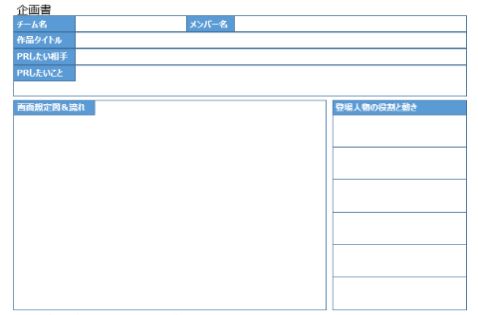 企画書
チーム名 メンバー名
作品タイトル
PRしたい相手
PRしたいこと
画面設定図&流れ 登場人物の役割と動き